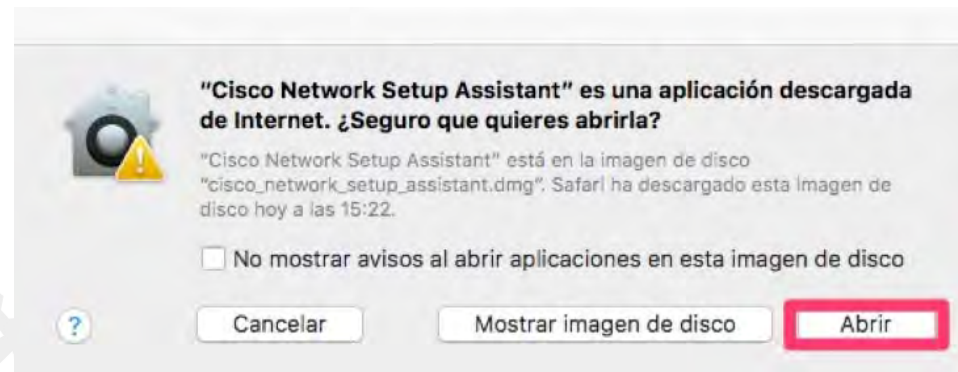 "Cisco Network Setup Assistant" es una aplicación descargada
de Internet. ¿Seguro que quieres abrirla?
"Cisco Network Setup Assistant" está en la imagen de disco
"cisco_network_setup_assistant.dmg". Safari ha descargado esta imagen de
disco hoy a las 15:22.
No mostrar avisos al abrir aplicaciones en esta imagen de disco
? Cancelar Mostrar imagen de disco Abrir